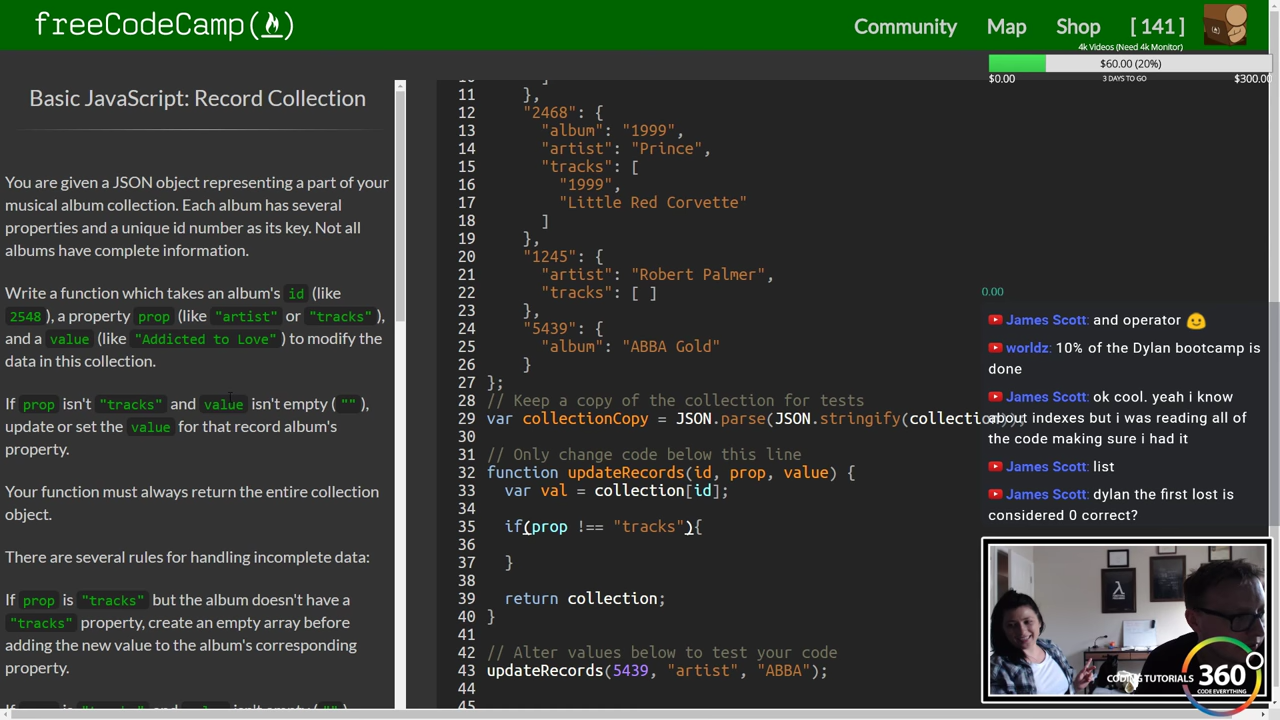 freeCodeCamp
Community
Map
Shop
[ 141 ]
4k Videos (Need 4k Monitor)
$60.00 (20%)
$0.00
3 DAYS TO GO
$300.00
Basic JavaScript: Record Collection
You are given a JSON object representing a part of your
musical album collection. Each album has several
properties and a unique id number as its key. Not all
albums have complete information.
Write a function which takes an album's id (like
2548 ), a property prop (like "artist" or "tracks" ),
and a value (like "Addicted to Love" ) to modify the
data in this collection.
If prop isn't "tracks" and value isn't empty ( "" ),
update or set the value for that record album's
property.
Your function must always return the entire collection
object.
There are several rules for handling incomplete data:
If prop is "tracks" but the album doesn't have a
"tracks" property, create an empty array before
adding the new value to the album's corresponding
property.
11 },
12 "2468": {
13 "album": "1999",
14 "artist": "Prince",
15 "tracks": [
16 "1999",
17 "Little Red Corvette"
18 ]
19 },
20 "1245": {
21 "artist": "Robert Palmer",
22 "tracks": [ ]
23 },
24 "5439": {
25 "album": "ABBA Gold"
26 }
27 };
28 // Keep a copy of the collection for tests
29 var collectionCopy = JSON.parse(JSON.stringify(collection));
30
31 // Only change code below this line
32 function updateRecords(id, prop, value) {
33 var val = collection[id];
34
35 if(prop !== "tracks"){
36
37 }
38
39 return collection;
40 }
41
42 // Alter values below to test your code
43 updateRecords(5439, "artist", "ABBA");
44
45
0.00
James Scott: and operator
worldz: 10% of the Dylan bootcamp is
done
James Scott: ok cool. yeah i know
about indexes but i was reading all of
the code making sure i had it
James Scott: list
James Scott: dylan the first lost is
considered 0 correct?
CODING TUTORIALS 360
CODE EVERYTHING